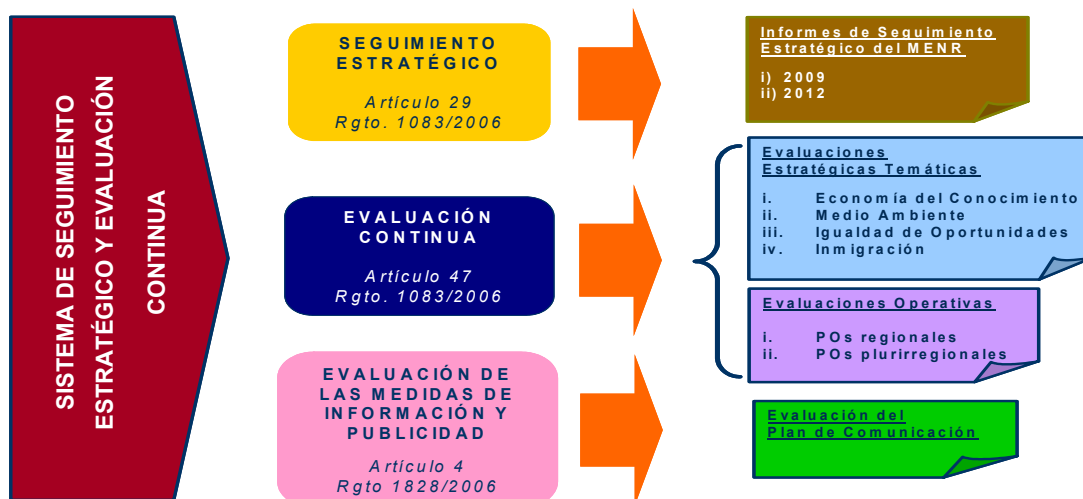 SISTEMA DE SEGUIMIENTO
ESTRATÉGICO Y EVALUACIÓN
CONTINUA
SEGUIMIENTO
ESTRATÉGICO
Artículo 29
Rgto. 1083/2006
Informes de Seguimiento
Estratégico del MENR
i) 2009
ii) 2012
EVALUACIÓN
CONTINUA
Artículo 47
Rgto. 1083/2006
Evaluaciones
Estratégicas Temáticas
i. Economía del Conocimiento
ii. Medio Ambiente
iii. Igualdad de Oportunidades
iv. Inmigración
Evaluaciones Operativas
i. POs regionales
ii. POs plurirregionales
EVALUACIÓN DE
LAS MEDIDAS DE
INFORMACIÓN Y
PUBLICIDAD
Artículo 4
Rgto 1828/2006
Evaluación del
Plan de Comunicación